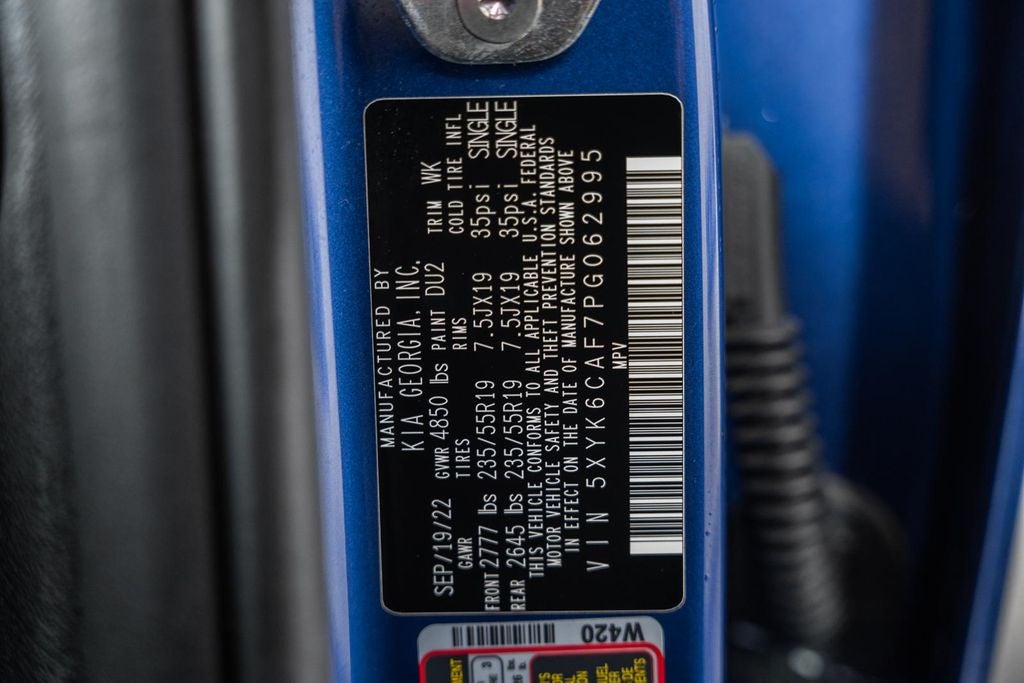 MANUFACTURED BY
KIA GEORGIA, INC.
SEP/19/22 GVWR 4850 lbs PAINT DU2 TRIM WK
GAWR TIRES RIMS COLD TIRE INFL
FRONT 2777 lbs 235/55R19 7.5JX19 35psi SINGLE
REAR 2645 lbs 235/55R19 7.5JX19 35psi SINGLE
THIS VEHICLE CONFORMS TO ALL APPLICABLE U.S.A. FEDERAL
MOTOR VEHICLE SAFETY AND THEFT PREVENTION STANDARDS
IN EFFECT ON THE DATE OF MANUFACTURE SHOWN ABOVE
VIN 5XYK6CAF7PG062995
MPV
W420